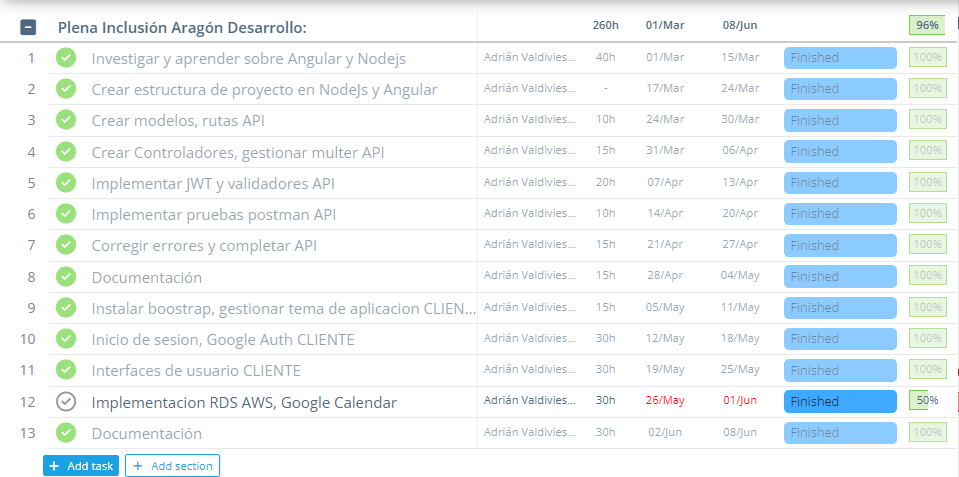 Plena Inclusión Aragón Desarrollo: 260h 01/Mar 08/Jun 96%
1 Investigar y aprender sobre Angular y Nodejs Adrián Valdivies... 40h 01/Mar 15/Mar Finished 100%
2 Crear estructura de proyecto en NodeJs y Angular Adrián Valdivies... - 17/Mar 24/Mar Finished 100%
3 Crear modelos, rutas API Adrián Valdivies... 10h 24/Mar 30/Mar Finished 100%
4 Crear Controladores, gestionar multer API Adrián Valdivies... 15h 31/Mar 06/Apr Finished 100%
5 Implementar JWT y validadores API Adrián Valdivies... 20h 07/Apr 13/Apr Finished 100%
6 Implementar pruebas postman API Adrián Valdivies... 10h 14/Apr 20/Apr Finished 100%
7 Corregir errores y completar API Adrián Valdivies... 15h 21/Apr 27/Apr Finished 100%
8 Documentación Adrián Valdivies... 15h 28/Apr 04/May Finished 100%
9 Instalar boostrap, gestionar tema de aplicacion CLIEN... Adrián Valdivies... 15h 05/May 11/May Finished 100%
10 Inicio de sesion, Google Auth CLIENTE Adrián Valdivies... 30h 12/May 18/May Finished 100%
11 Interfaces de usuario CLIENTE Adrián Valdivies... 30h 19/May 25/May Finished 100%
12 Implementacion RDS AWS, Google Calendar Adrián Valdivies... 30h 26/May 01/Jun Finished 50%
13 Documentación Adrián Valdivies... 30h 02/Jun 08/Jun Finished 100%
+ Add task + Add section